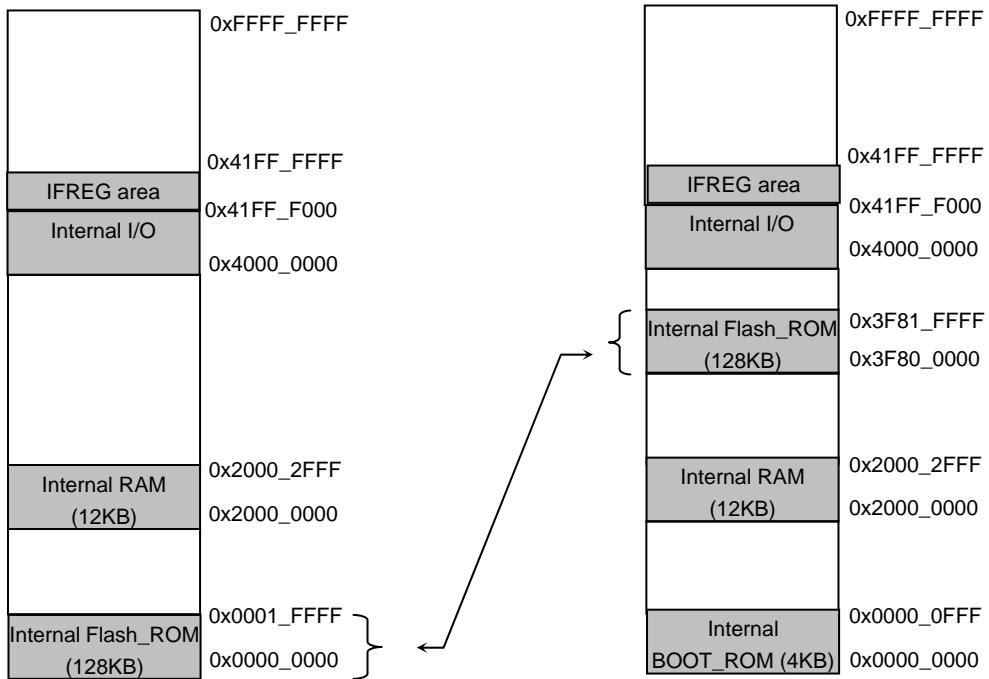 0xFFFF_FFFF
0x41FF_FFFF
IFREG area
0x41FF_F000
Internal I/O
0x4000_0000
0x2000_2FFF
Internal RAM
(12KB)
0x2000_0000
0x0001_FFFF
Internal Flash_ROM
(128KB)
0x0000_0000
0xFFFF_FFFF
0x41FF_FFFF
IFREG area
0x41FF_F000
Internal I/O
0x4000_0000
0x3F81_FFFF
Internal Flash_ROM
(128KB)
0x3F80_0000
0x2000_2FFF
Internal RAM
(12KB)
0x2000_0000
0x0000_0FFF
Internal
BOOT_ROM (4KB)
0x0000_0000